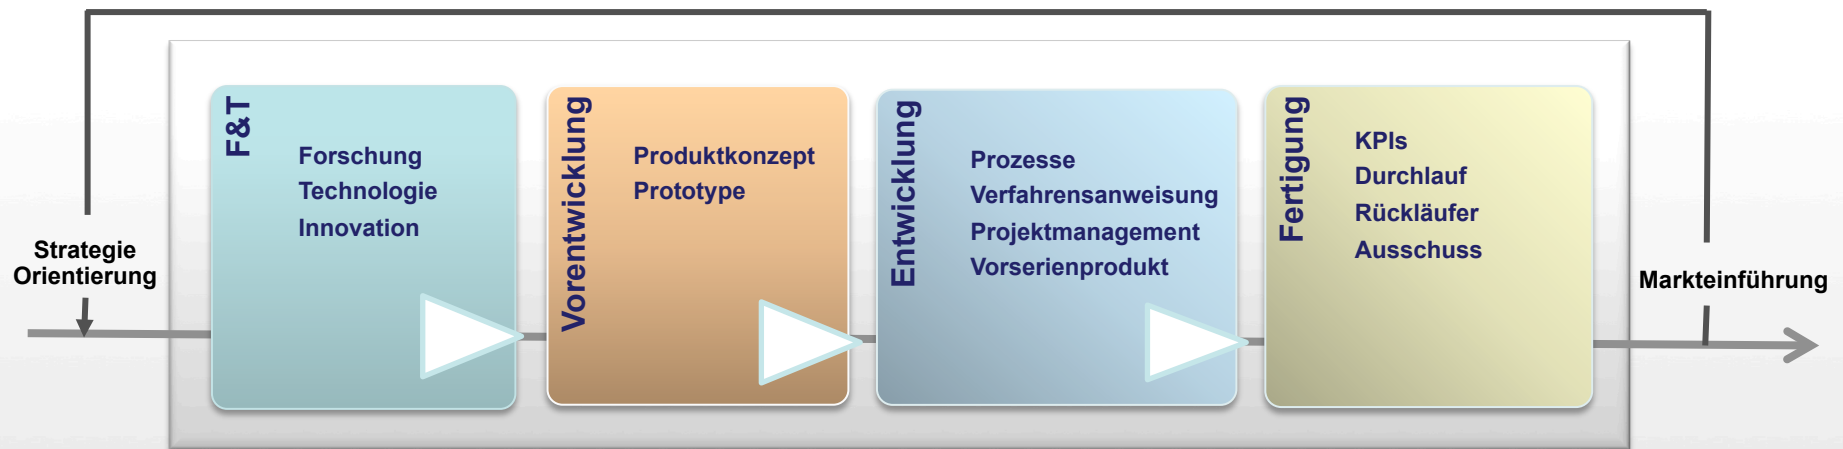 Strategie
Orientierung
F&T
Forschung
Technologie
Innovation
Vorentwicklung
Produktkonzept
Prototype
Entwicklung
Prozesse
Verfahrensanweisung
Projektmanagement
Vorserienprodukt
Fertigung
KPIs
Durchlauf
Rückläufer
Ausschuss
Markteinführung